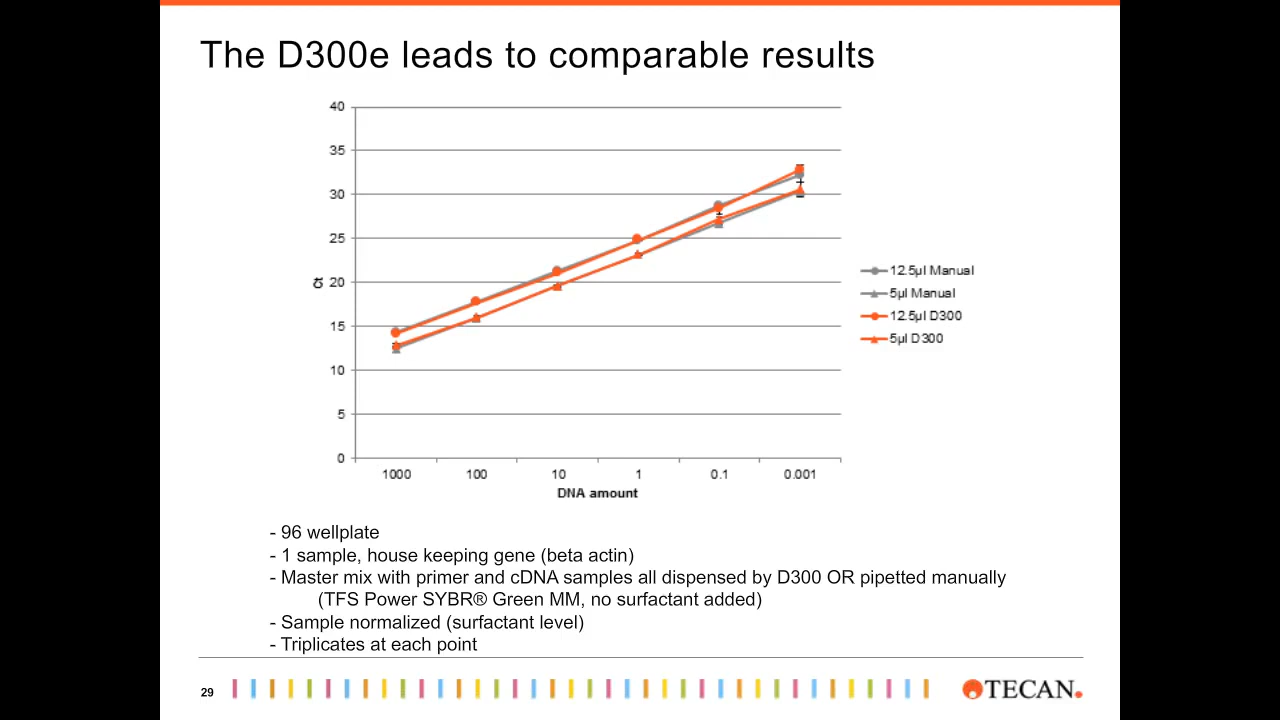 The D300e leads to comparable results
40
35
30
25
20
15
10
5
0
Ct
1000 100 10 1 0.1 0.001
DNA amount
12.5µl Manual
5µl Manual
12.5µl D300
5µl D300
- 96 wellplate
- 1 sample, house keeping gene (beta actin)
- Master mix with primer and cDNA samples all dispensed by D300 OR pipetted manually
(TFS Power SYBR® Green MM, no surfactant added)
- Sample normalized (surfactant level)
- Triplicates at each point
29
TECAN.